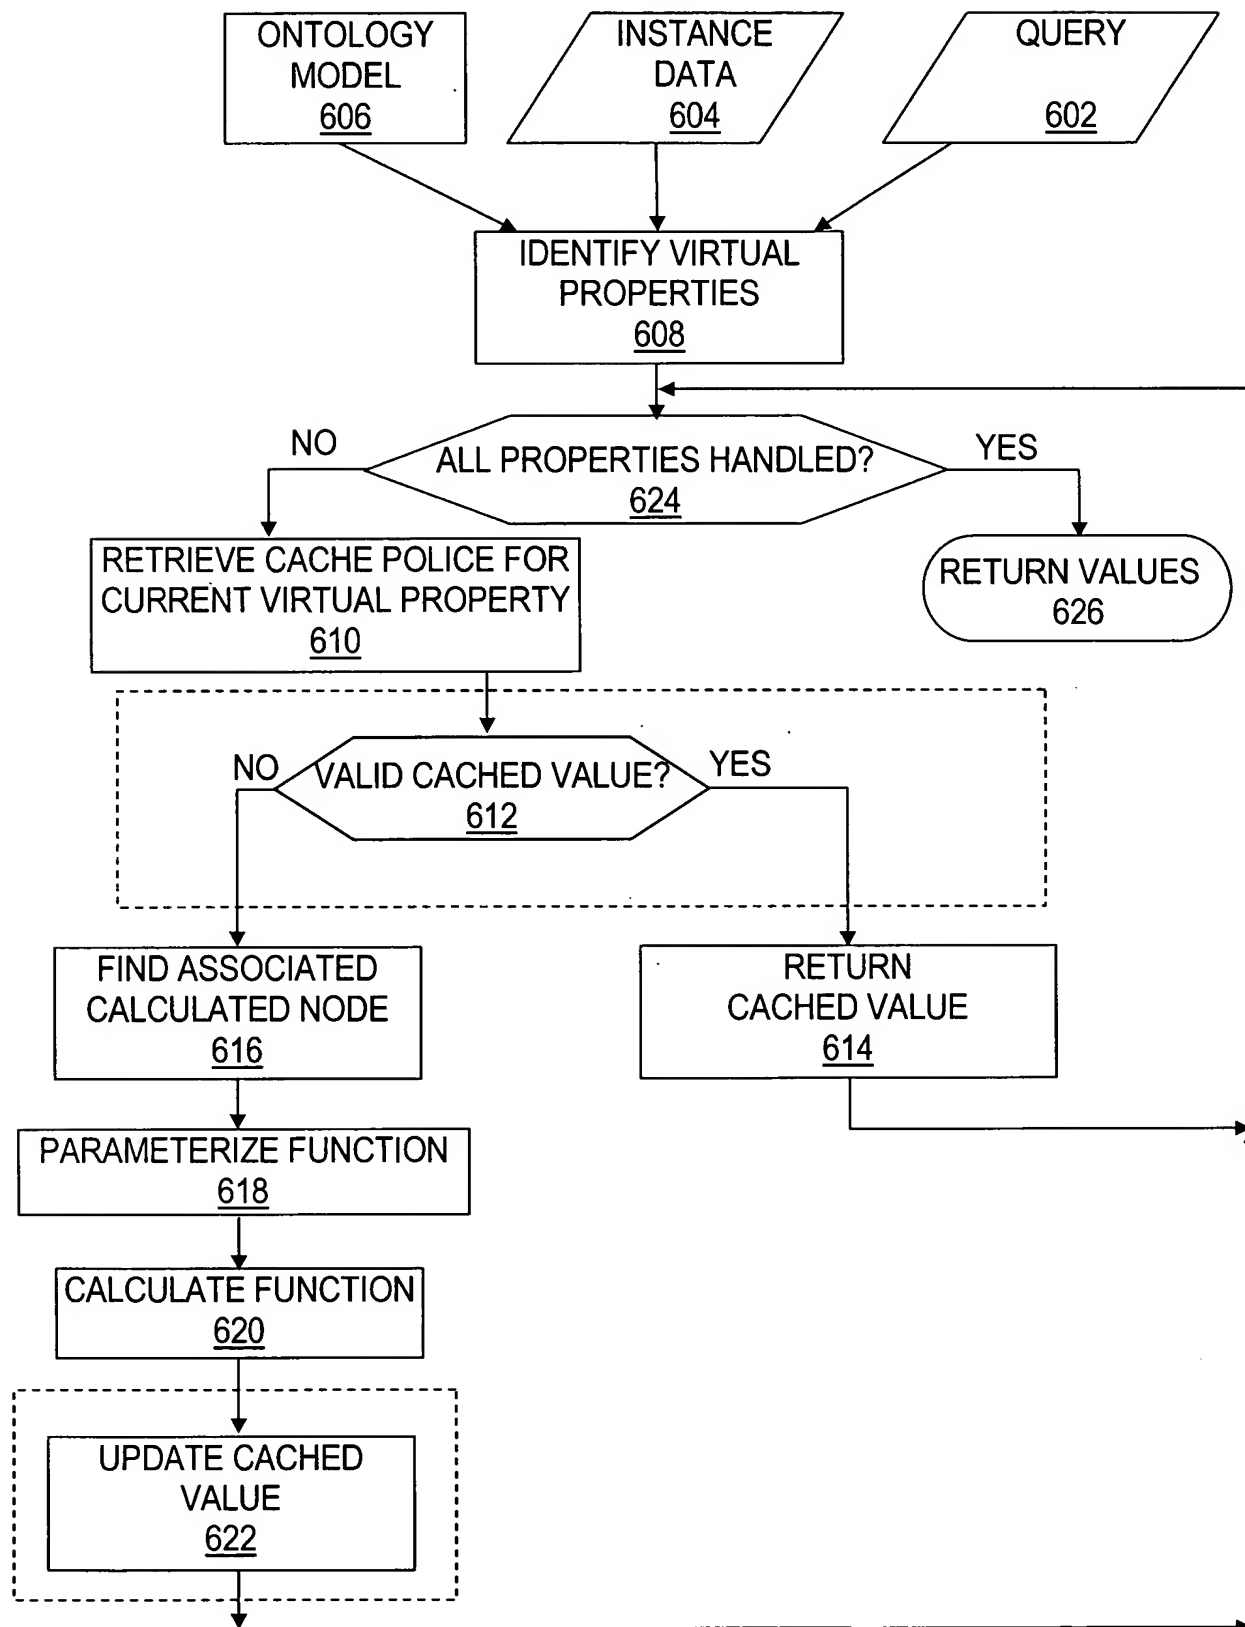 ONTOLOGY
MODEL
606
INSTANCE
DATA
604
QUERY
602
IDENTIFY VIRTUAL
PROPERTIES
608
NO
ALL PROPERTIES HANDLED?
624
YES
RETRIEVE CACHE POLICE FOR
CURRENT VIRTUAL PROPERTY
610
RETURN VALUES
626
NO
VALID CACHED VALUE?
612
YES
FIND ASSOCIATED
CALCULATED NODE
616
RETURN
CACHED VALUE
614
PARAMETERIZE FUNCTION
618
CALCULATE FUNCTION
620
UPDATE CACHED
VALUE
622